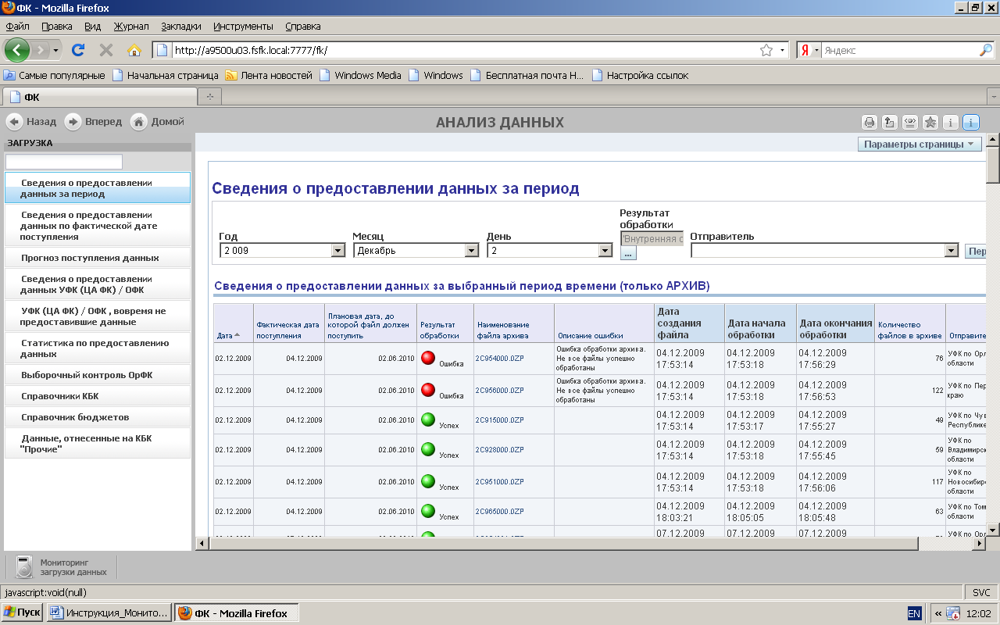 ФК - Mozilla Firefox
Файл Правка Вид Журнал Закладки Инструменты Справка
http://a9500u03.fsfk.local:7777/fk/
Я Яндекс
Самые популярные Начальная страница Лента новостей Windows Media Windows Бесплатная почта H... Настройка ссылок
ФК
Назад Вперед Домой
АНАЛИЗ ДАННЫХ
ЗАГРУЗКА
Параметры страницы
Сведения о предоставлении
данных за период
Сведения о предоставлении
данных по фактической дате
поступления
Прогноз поступления данных
Сведения о предоставлении
данных УФК (ЦА ФК) / ОФК
УФК (ЦА ФК) / ОФК , вовремя не
предоставившие данные
Статистика по предоставлению
данных
Выборочный контроль ОрФК
Справочники КБК
Справочник бюджетов
Данные, отнесенные на КБК
"Прочие"
Сведения о предоставлении данных за период
Год
2 009
Месяц
Декабрь
День
2
Результат
обработки
'Внутренняя с
...
Отправитель
Пер
Сведения о предоставлении данных за выбранный период времени (только АРХИВ)
Дата
Фактическая дата
поступления
Плановая дата, до
которой файл должен
поступить
Результат
обработки
Наименование
файла архива
Описание ошибки
Дата
создания
файла
Дата начала
обработки
Дата окончания
обработки
Количество
файлов в архиве
Отправите
02.12.2009 04.12.2009 02.06.2010 Ошибка 2C954000.0ZP
Ошибка обработки архива.
Не все файлы успешно
обработаны
04.12.2009
17:53:14
04.12.2009
17:53:18
04.12.2009
17:56:29
76
УФК по Орл
области
02.12.2009 04.12.2009 02.06.2010 Ошибка 2C956000.0ZP
Ошибка обработки архива.
Не все файлы успешно
обработаны
04.12.2009
17:53:14
04.12.2009
17:53:18
04.12.2009
17:56:53
122
УФК по Пер
краю
02.12.2009 04.12.2009 02.06.2010 Успех 2C915000.0ZP
04.12.2009
17:53:14
04.12.2009
17:53:17
04.12.2009
17:55:27
49
УФК по Чув
Республике
02.12.2009 04.12.2009 02.06.2010 Успех 2C928000.0ZP
04.12.2009
17:53:14
04.12.2009
17:53:18
04.12.2009
17:55:45
59
УФК по
Владимирск
области
02.12.2009 04.12.2009 02.06.2010 Успех 2C951000.0ZP
04.12.2009
17:53:14
04.12.2009
17:53:18
04.12.2009
17:56:06
117
УФК по
Новосибирс
области
02.12.2009 04.12.2009 02.06.2010 Успех 2C965000.0ZP
04.12.2009
18:03:21
04.12.2009
18:05:05
04.12.2009
18:05:48
63
УФК по Том
области
07.12.2009 07.12.2009 07.12.2009
УФК по Орл
Мониторинг
загрузки данных
javascript:void(null)
SVC
Пуск Инструкция_Монито... ФК - Mozilla Firefox
EN « 12:02